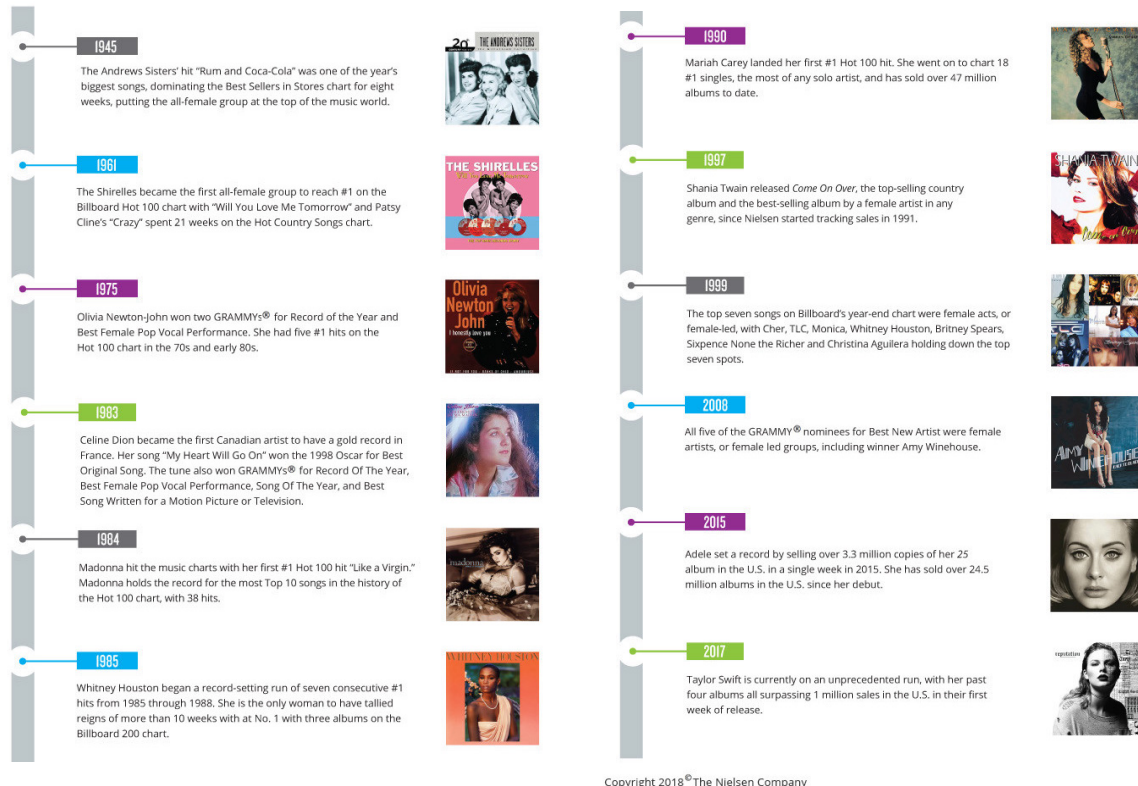 1945
The Andrews Sisters' hit "Rum and Coca-Cola" was one of the year's
biggest songs, dominating the Best Sellers in Stores chart for eight
weeks, putting the all-female group at the top of the music world.
THE ANDREWS SISTERS
1961
The Shirelles became the first all-female group to reach #1 on the
Billboard Hot 100 chart with "Will You Love Me Tomorrow" and Patsy
Cline's "Crazy" spent 21 weeks on the Hot Country Songs chart.
THE SHIRELLES
1975
Olivia Newton-John won two GRAMMYs® for Record of the Year and
Best Female Pop Vocal Performance. She had five #1 hits on the
Hot 100 chart in the 70s and early 80s.
Olivia
Newton
John
I honestly love you
1983
Celine Dion became the first Canadian artist to have a gold record in
France. Her song "My Heart Will Go On" won the 1998 Oscar for Best
Original Song. The tune also won GRAMMYs® for Record Of The Year,
Best Female Pop Vocal Performance, Song Of The Year, and Best
Song Written for a Motion Picture or Television.
1984
Madonna hit the music charts with her first #1 Hot 100 hit "Like a Virgin."
Madonna holds the record for the most Top 10 songs in the history of
the Hot 100 chart, with 38 hits.
madonna
1985
Whitney Houston began a record-setting run of seven consecutive #1
hits from 1985 through 1988. She is the only woman to have tallied
reigns of more than 10 weeks with at No. 1 with three albums on the
Billboard 200 chart.
WHITNEY HOUSTON
1990
Mariah Carey landed her first #1 Hot 100 hit. She went on to chart 18
#1 singles, the most of any solo artist, and has sold over 47 million
albums to date.
1997
Shania Twain released Come On Over, the top-selling country
album and the best-selling album by a female artist in any
genre, since Nielsen started tracking sales in 1991.
SHANIA TWAIN
1999
The top seven songs on Billboard's year-end chart were female acts, or
female-led, with Cher, TLC, Monica, Whitney Houston, Britney Spears,
Sixpence None the Richer and Christina Aguilera holding down the top
seven spots.
TLC
2008
All five of the GRAMMY® nominees for Best New Artist were female
artists, or female led groups, including winner Amy Winehouse.
AMY
WINEHOUSE
2015
Adele set a record by selling over 3.3 million copies of her 25
album in the U.S. in a single week in 2015. She has sold over 24.5
million albums in the U.S. since her debut.
2017
Taylor Swift is currently on an unprecedented run, with her past
four albums all surpassing 1 million sales in the U.S. in their first
week of release.
reputation
Copyright 2018©The Nielsen Company